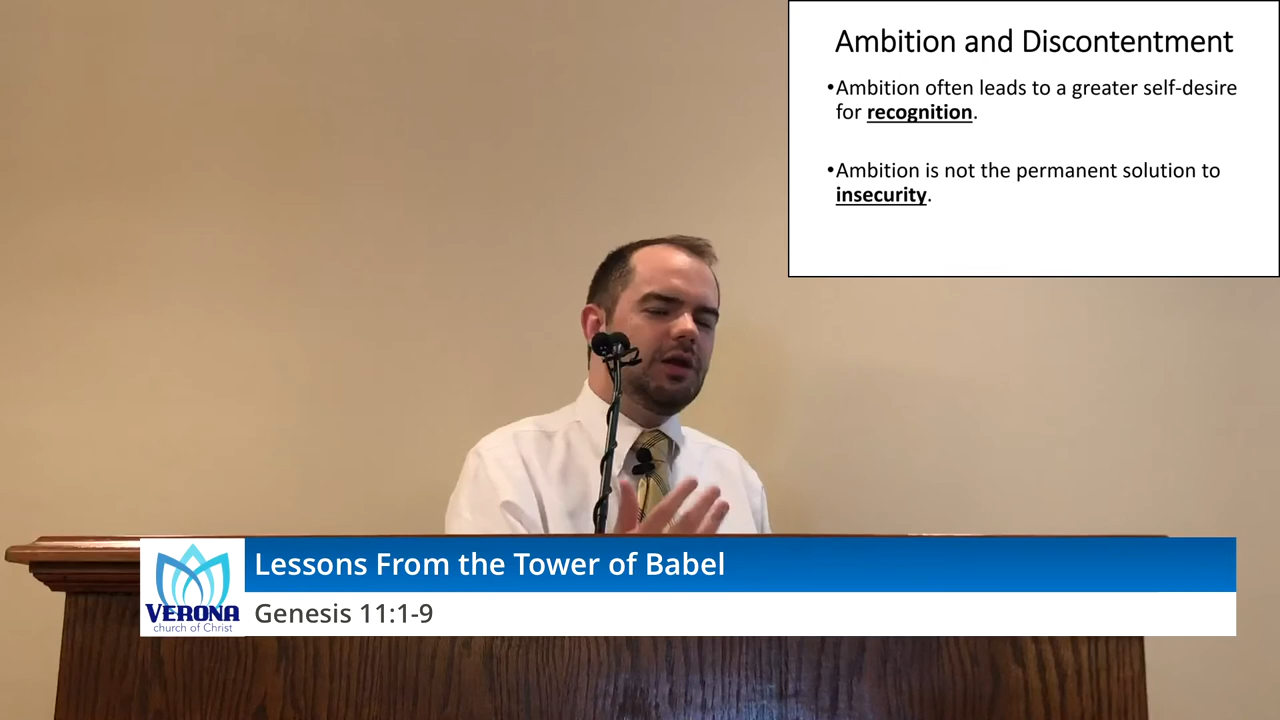 Ambition and Discontentment
•Ambition often leads to a greater self-desire
for recognition.
•Ambition is not the permanent solution to
insecurity.
Lessons From the Tower of Babel
VERONA
church of Christ
Genesis 11:1-9